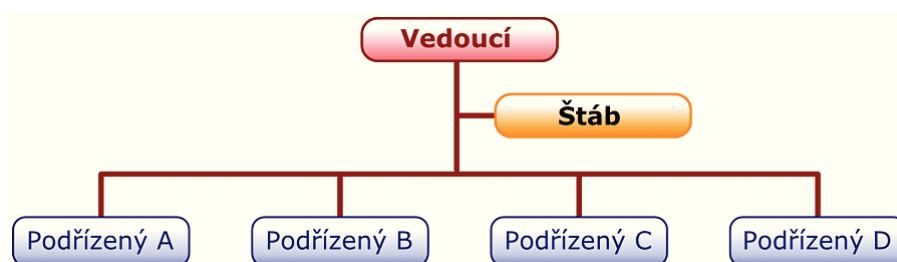 Vedoucí
Štáb
Podřízený A
Podřízený B
Podřízený C
Podřízený D